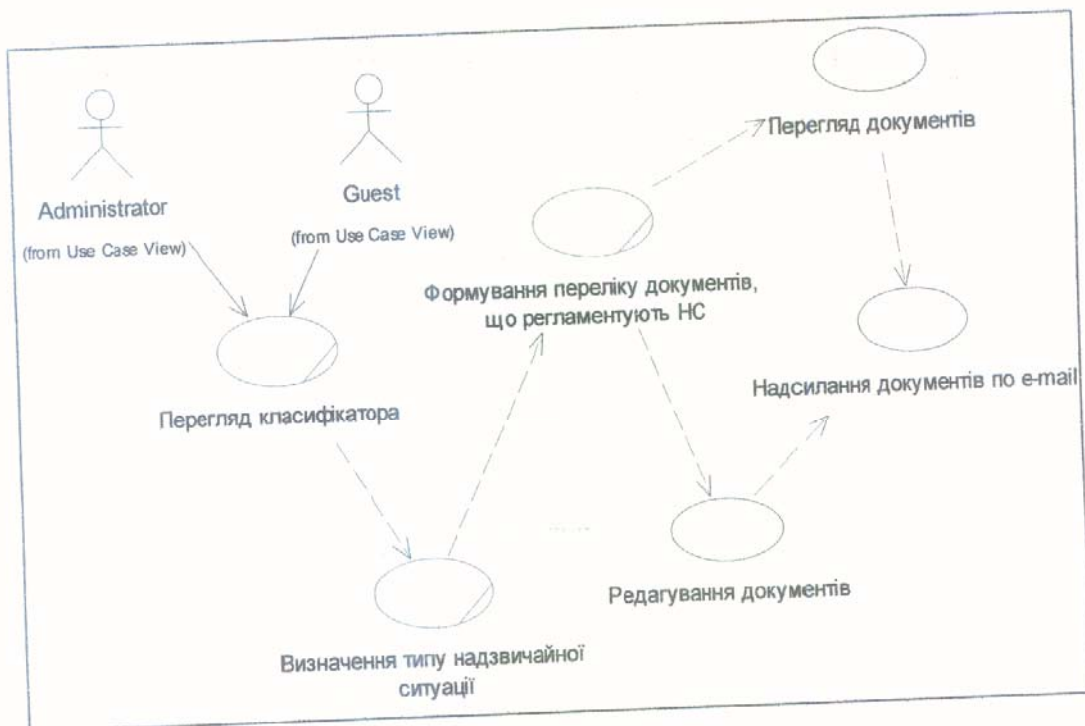 Administrator
(from Use Case View)
Guest
(from Use Case View)
Перегляд класифікатора
Визначення типу надзвичайної
ситуації
Формування переліку документів,
що регламентують НС
Перегляд документів
Надсилання документів по e-mail
Редагування документів